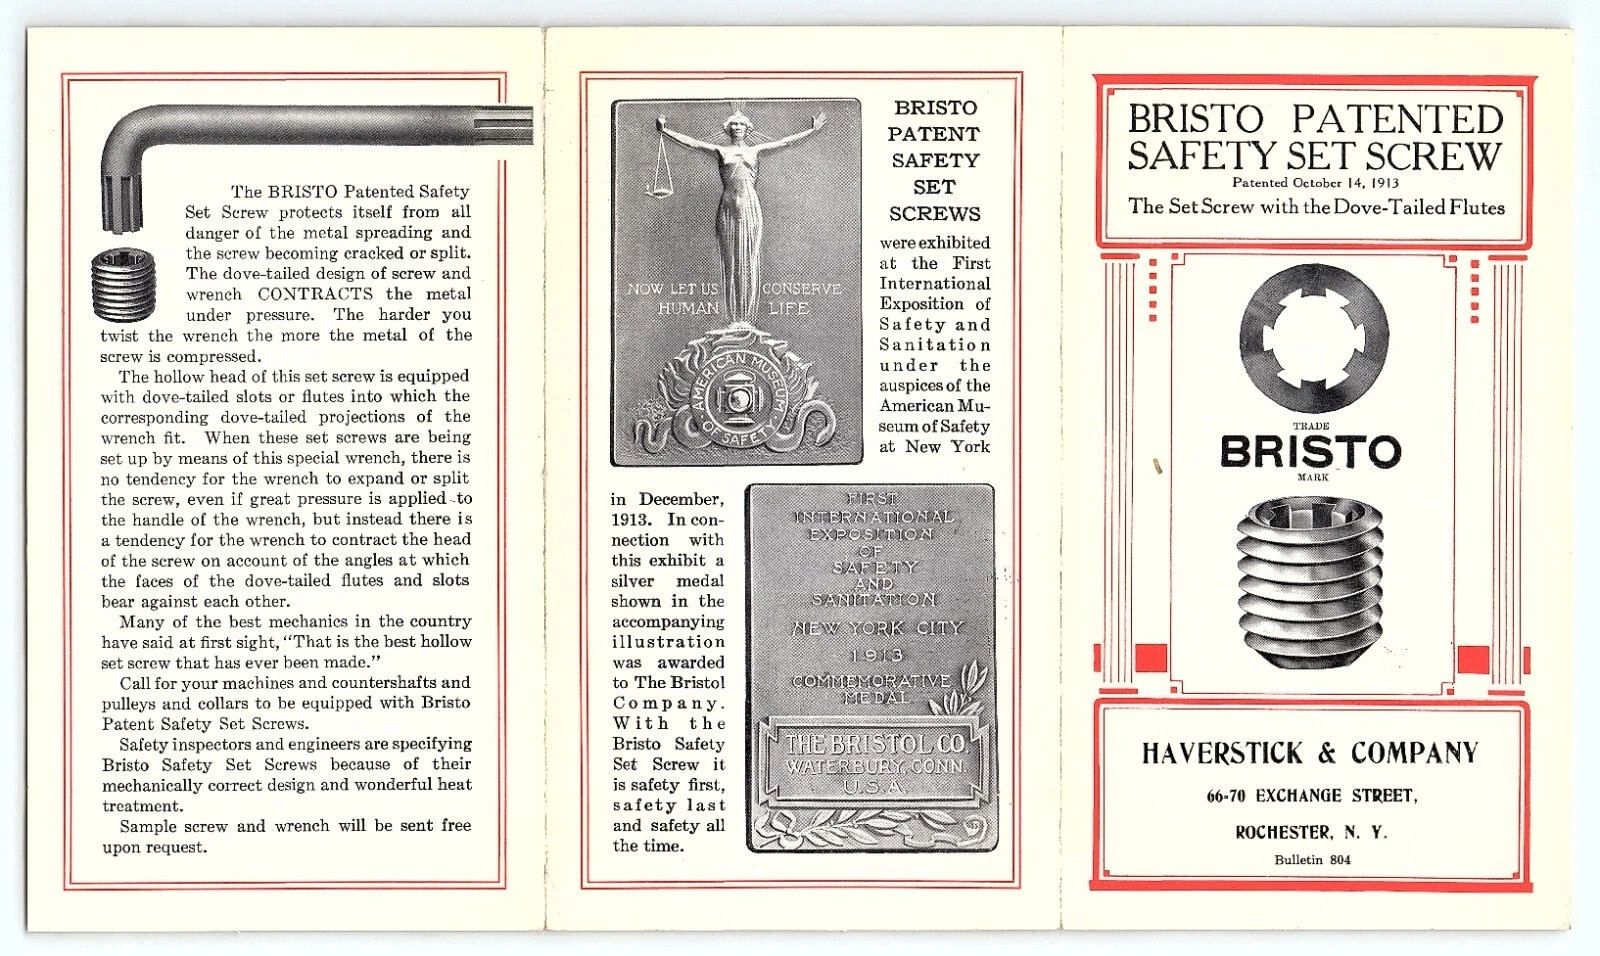 The BRISTO Patented Safety
Set Screw protects itself from all
danger of the metal spreading and
the screw becoming cracked or split.
The dove-tailed design of screw and
wrench CONTRACTS the metal
under pressure. The harder you
twist the wrench the more the metal of the
screw is compressed.
The hollow head of this set screw is equipped
with dove-tailed slots or flutes into which the
corresponding dove-tailed projections of the
wrench fit. When these set screws are being
set up by means of this special wrench, there is
no tendency for the wrench to expand or split
the screw, even if great pressure is applied to
the handle of the wrench, but instead there is
a tendency for the wrench to contract the head
of the screw on account of the angles at which
the faces of the dove-tailed flutes and slots
bear against each other.
Many of the best mechanics in the country
have said at first sight, "That is the best hollow
set screw that has ever been made."
Call for your machines and countershafts and
pulleys and collars to be equipped with Bristo
Patent Safety Set Screws.
Safety inspectors and engineers are specifying
Bristo Safety Set Screws because of their
mechanically correct design and wonderful heat
treatment.
Sample screw and wrench will be sent free
upon request.
NOW LET US CONSERVE
HUMAN LIFE
AMERICAN MUSEUM
OF SAFETY
BRISTO
PATENT
SAFETY
SET
SCREWS
were exhibited
at the First
International
Exposition of
Safety and
Sanitation
under the
auspices of the
American Mu-
seum of Safety
at New York
in December,
1913. In con-
nection with
this exhibit a
silver medal
shown in the
accompanying
illustration
was awarded
to The Bristol
Company.
With the
Bristo Safety
Set Screw it
is safety first,
safety last
and safety all
the time.
FIRST
INTERNATIONAL
EXPOSITION
OF
SAFETY
AND
SANITATION
NEW YORK CITY
1913
COMMEMORATIVE
MEDAL
THE BRISTOL CO.
WATERBURY, CONN.
U.S.A.
BRISTO PATENTED
SAFETY SET SCREW
Patented October 14, 1913
The Set Screw with the Dove-Tailed Flutes
TRADE
BRISTO
MARK
HAVERSTICK & COMPANY
66-70 EXCHANGE STREET,
ROCHESTER, N. Y.
Bulletin 804